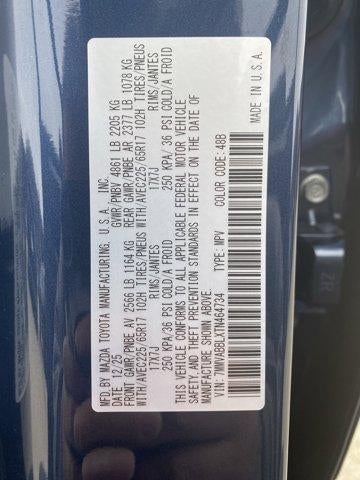 MFD.BY MAZDA TOYOTA MANUFACTURING, U.S.A., INC.
12/25 GVWR/PNBV 4861 LB 2205 KG
FRONT GAWR/PNBE AV 2566 LB 1164 KG REAR GAWR/PNBE AR 2377 LB 1078 KG
WITH/AVEC225/65R17 102H TIRES/PNEUS WITH/AVEC225/65R17 102H TIRES/PNEUS
17X7J RIMS/JANTES 17X7J RIMS/JANTES
250 KPA/36 PSI COLD/A FROID 250 KPA/36 PSI COLD/A FROID
THIS VEHICLE CONFORMS TO ALL APPLICABLE FEDERAL MOTOR VEHICLE
SAFETY AND THEFT PREVENTION STANDARDS IN EFFECT ON THE DATE OF
MANUFACTURE SHOWN ABOVE.
VIN: 7MMVABBLXTN464734 TYPE: MPV COLOR CODE:48B MADE IN U.S.A.
ZR